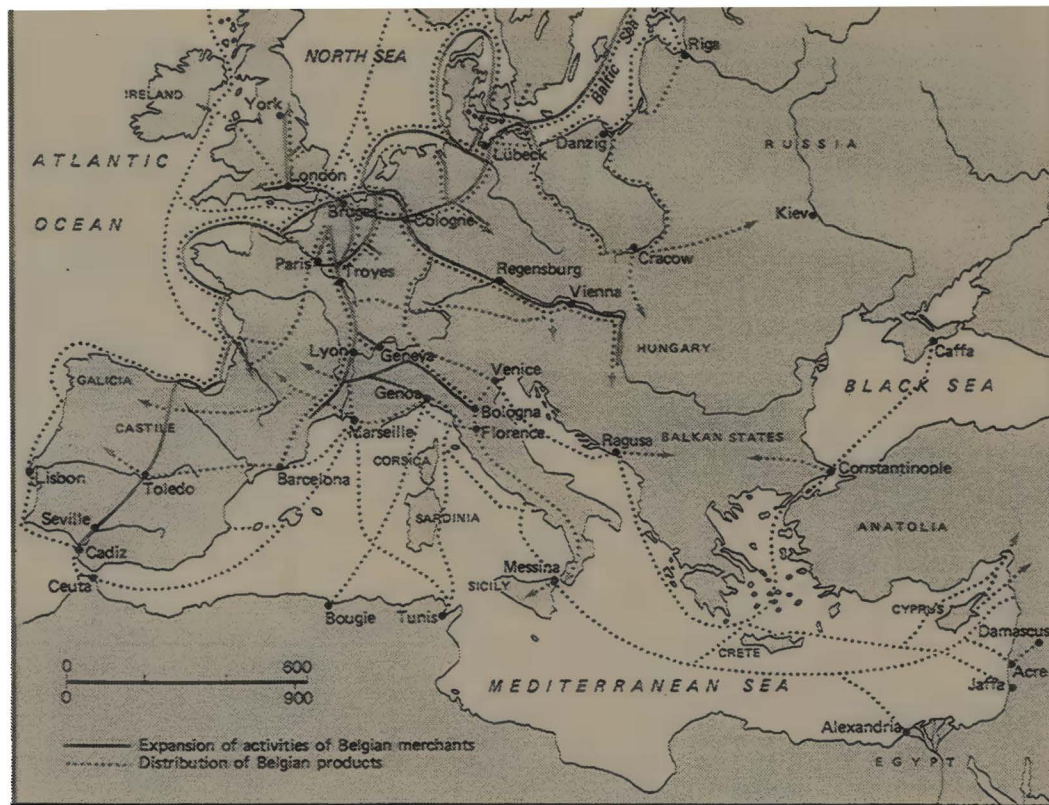 NORTH SEA
Baltic Sea
Riga
IRELAND
York
Lübeck
Danzig
RUSSIA
ATLANTIC
OCEAN
London
Bruges
Cologne
Kiev
Cracow
Paris
Troyes
Regensburg
Vienna
Lyon
Geneva
HUNGARY
Caffa
GALICIA
Venice
BLACK SEA
Genoa
Bologna
CASTILE
Marseille
Florence
Ragusa
BALKAN STATES
CORSICA
Lisbon
Toledo
Barcelona
Constantinople
SARDINIA
ANATOLIA
Seville
Cadiz
Messina
Ceuta
SICILY
CYPRUS
Bougie
Tunis
CRETE
Damascus
Acre
Jaffa
0 600
0 900
MEDITERRANEAN SEA
Alexandria
EGYPT
Expansion of activities of Belgian merchants
Distribution of Belgian products